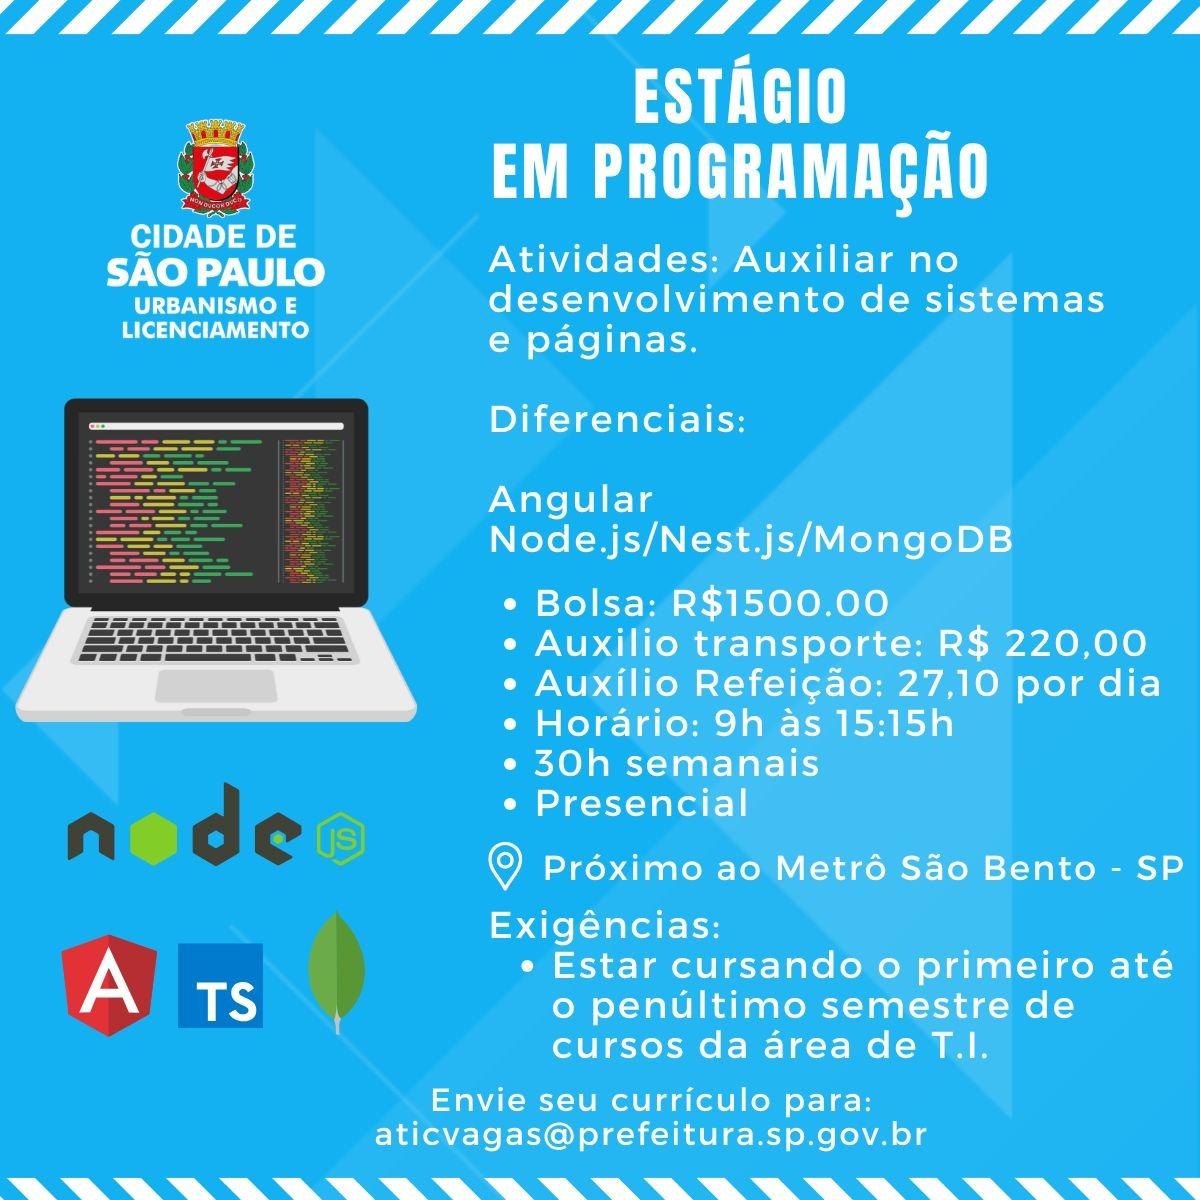 ESTÁGIO
EM PROGRAMAÇÃO
NON DUCOR DUCO
CIDADE DE
SÃO PAULO
URBANISMO E
LICENCIAMENTO
Atividades: Auxiliar no
desenvolvimento de sistemas
e páginas.
Diferenciais:
Angular
Node.js/Nest.js/MongoDB
• Bolsa: R$1500.00
• Auxilio transporte: R$ 220,00
• Auxílio Refeição: 27,10 por dia
• Horário: 9h às 15:15h
• 30h semanais
• Presencial
Próximo ao Metrô São Bento - SP
Exigências:
• Estar cursando o primeiro até
o penúltimo semestre de
cursos da área de T.I.
node JS
A
TS
Envie seu currículo para:
aticvagas@prefeitura.sp.gov.br